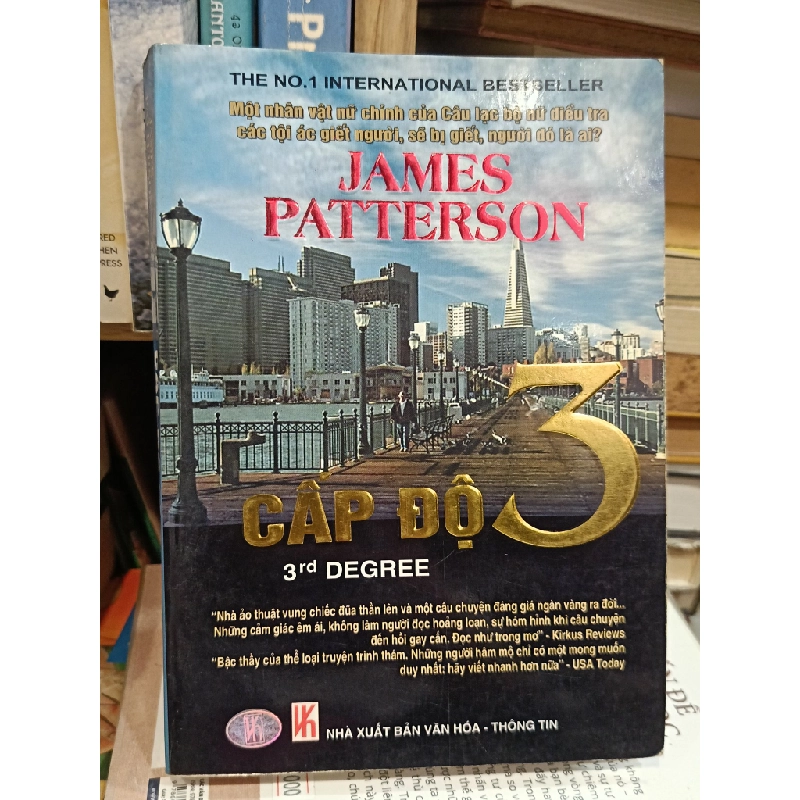 THE NO.1 INTERNATIONAL BESTSELLER
Một nhân vật nữ chính của Câu lạc bộ nữ điều tra
các tội ác giết người, sẽ bị giết, người đó là ai?
JAMES
PATTERSON
CẤP ĐỘ 3
3rd DEGREE
"Nhà ảo thuật vung chiếc đũa thần lên và một câu chuyện đáng giá ngàn vàng ra đời...
Những cảm giác êm ái, không làm người đọc hoảng loạn, sự hóm hỉnh khi câu chuyện
đến hồi gay cấn. Đọc như trong mơ" - Kirkus Reviews
"Bậc thầy của thể loại truyện trinh thám. Những người hâm mộ chỉ có một mong muốn
duy nhất: hãy viết nhanh hơn nữa" - USA Today
NHÀ XUẤT BẢN VĂN HÓA - THÔNG TIN